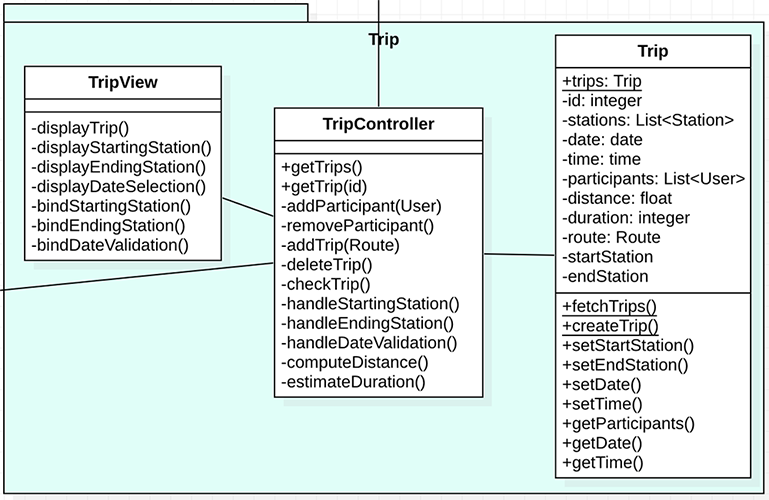 Trip
TripView
-displayTrip()
-displayStartingStation()
-displayEndingStation()
-displayDateSelection()
-bindStartingStation()
-bindEndingStation()
-bindDateValidation()
TripController
+getTrips()
+getTrip(id)
-addParticipant(User)
-removeParticipant()
-addTrip(Route)
-deleteTrip()
-checkTrip()
-handleStartingStation()
-handleEndingStation()
-handleDateValidation()
-computeDistance()
-estimateDuration()
Trip
+trips: Trip
-id: integer
-stations: List<Station>
-date: date
-time: time
-participants: List<User>
-distance: float
-duration: integer
-route: Route
-startStation
-endStation
+fetchTrips()
+createTrip()
+setStartStation()
+setEndStation()
+setDate()
+setTime()
+getParticipants()
+getDate()
+getTime()